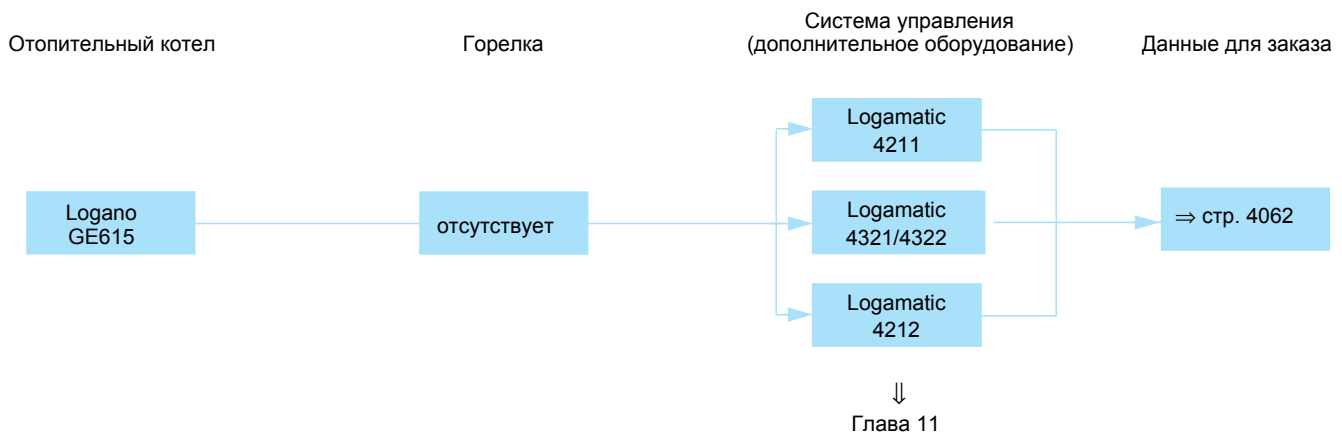 Отопительный котел
Горелка
Система управления
(дополнительное оборудование)
Данные для заказа
Logano
GE615
отсутствует
Logamatic
4211
Logamatic
4321/4322
Logamatic
4212
⇒ стр. 4062
⇓
Глава 11